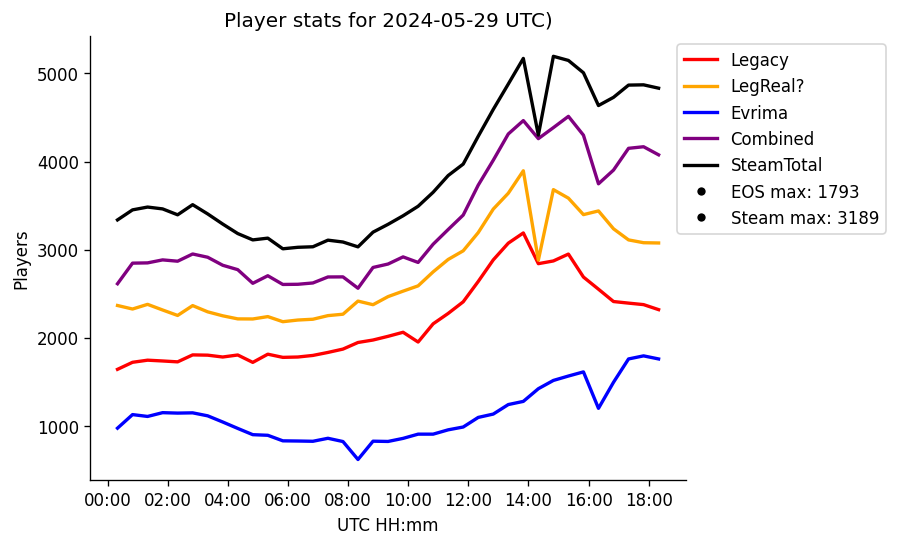 Player stats for 2024-05-29 UTC)
Legacy
LegReal?
Evrima
Combined
SteamTotal
EOS max: 1793
Steam max: 3189
Players
5000
4000
3000
2000
1000
00:00 02:00 04:00 06:00 08:00 10:00 12:00 14:00 16:00 18:00
UTC HH:mm